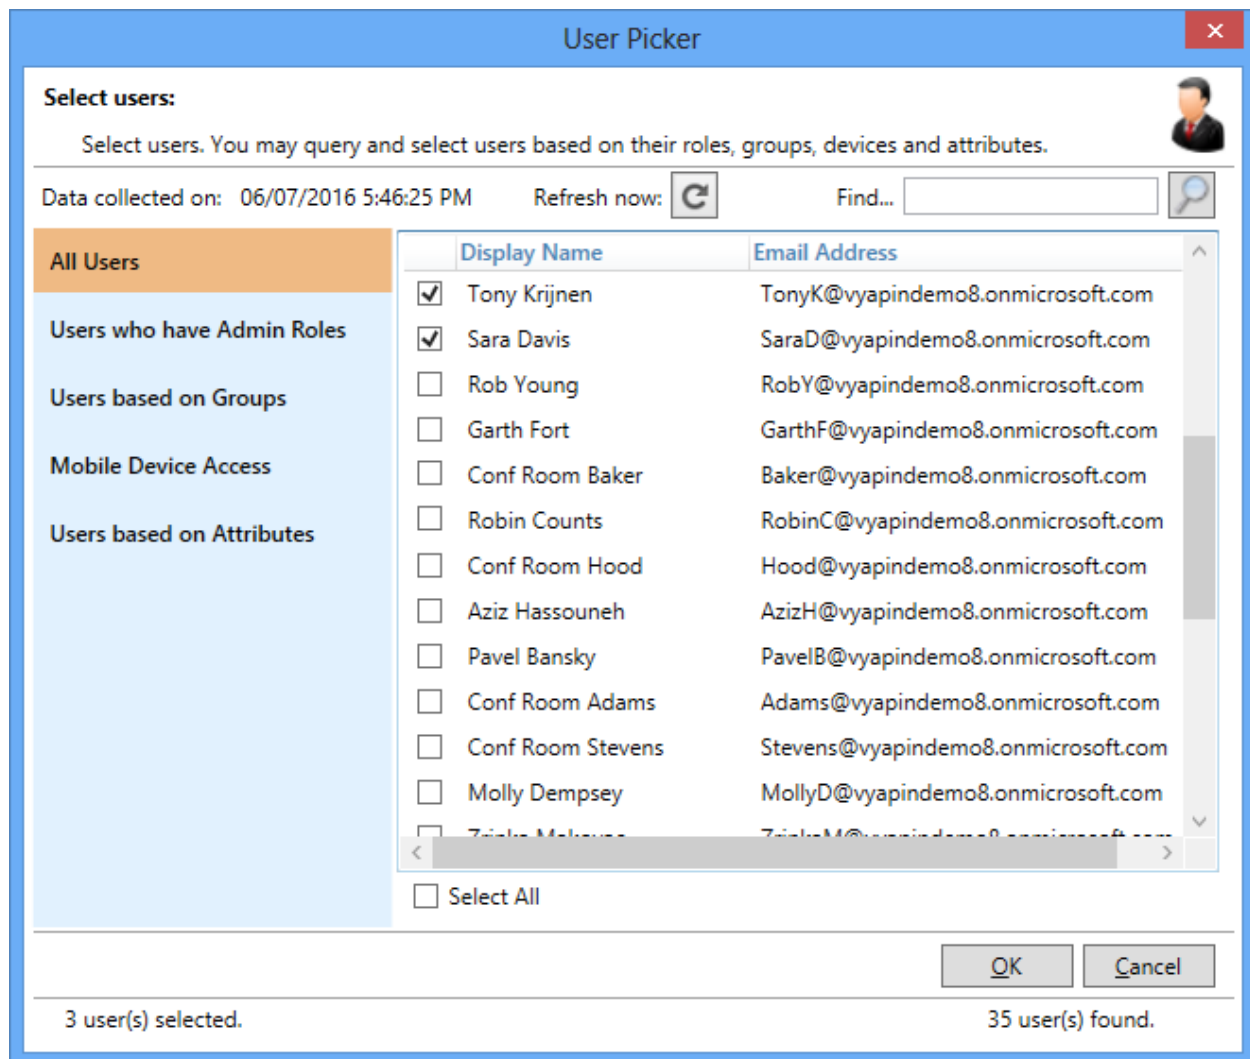 User Picker
Select users:
Select users. You may query and select users based on their roles, groups, devices and attributes.
Data collected on: 06/07/2016 5:46:25 PM Refresh now: Find...
All Users
Users who have Admin Roles
Users based on Groups
Mobile Device Access
Users based on Attributes
Display Name Email Address
Tony Krijnen TonyK@vyapindemo8.onmicrosoft.com
Sara Davis SaraD@vyapindemo8.onmicrosoft.com
Rob Young RobY@vyapindemo8.onmicrosoft.com
Garth Fort GarthF@vyapindemo8.onmicrosoft.com
Conf Room Baker Baker@vyapindemo8.onmicrosoft.com
Robin Counts RobinC@vyapindemo8.onmicrosoft.com
Conf Room Hood Hood@vyapindemo8.onmicrosoft.com
Aziz Hassouneh AzizH@vyapindemo8.onmicrosoft.com
Pavel Bansky PavelB@vyapindemo8.onmicrosoft.com
Conf Room Adams Adams@vyapindemo8.onmicrosoft.com
Conf Room Stevens Stevens@vyapindemo8.onmicrosoft.com
Molly Dempsey MollyD@vyapindemo8.onmicrosoft.com
Select All
OK Cancel
3 user(s) selected. 35 user(s) found.